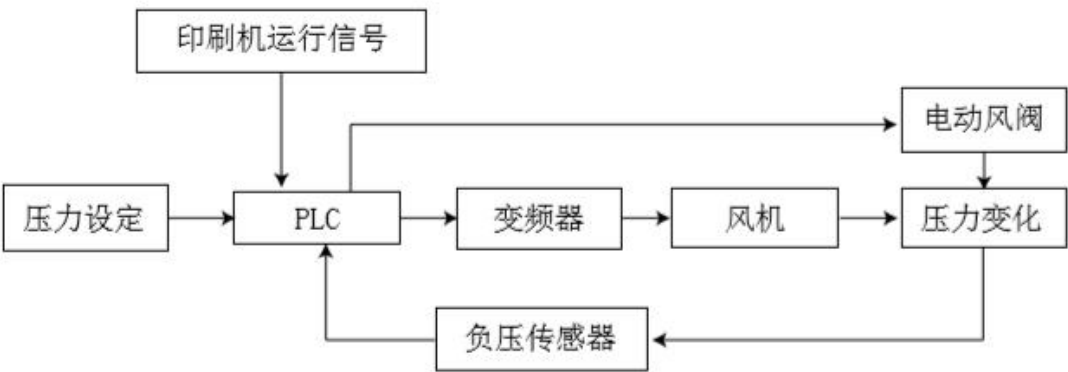 印刷机运行信号
电动风阀
压力设定
PLC
变频器
风机
压力变化
负压传感器